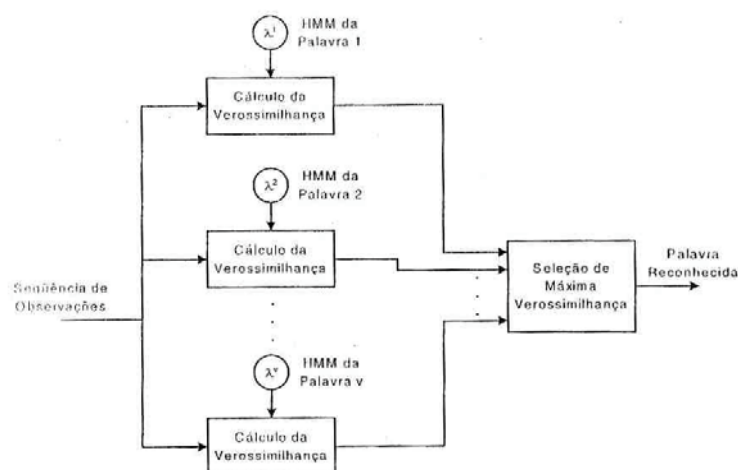 λ¹
HMM da
Palavra 1
Cálculo da
Verossimilhança
λ²
HMM da
Palavra 2
Cálculo da
Verossimilhança
Seqüência de
Observações
Seleção de
Máxima
Verossimilhança
Palavra
Reconhecida
λᵛ
HMM da
Palavra v
Cálculo da
Verossimilhança